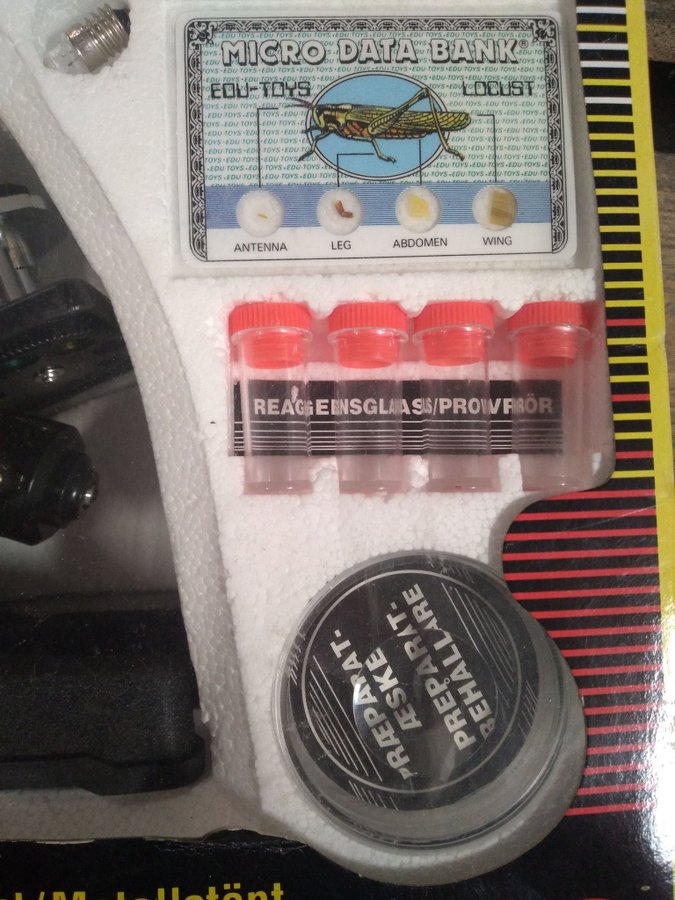 MICRO DATA BANK®
EDU-TOYS
LOCUST
ANTENNA
LEG
ABDOMEN
WING
REAGENSGLAS/PROVRÖR
PRÆPARAT-
ÆSKE
PREPARAT-
BEHÅLLARE